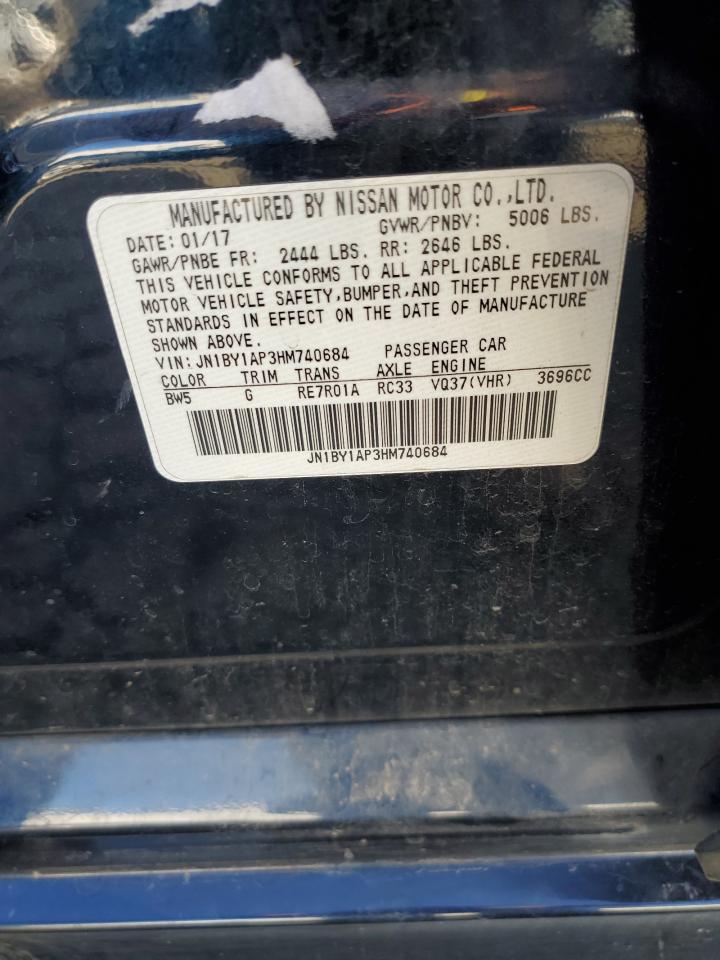 MANUFACTURED BY NISSAN MOTOR CO.,LTD.
DATE: 01/17 GVWR/PNBV: 5006 LBS.
GAWR/PNBE FR: 2444 LBS. RR: 2646 LBS.
THIS VEHICLE CONFORMS TO ALL APPLICABLE FEDERAL
MOTOR VEHICLE SAFETY,BUMPER,AND THEFT PREVENTION
STANDARDS IN EFFECT ON THE DATE OF MANUFACTURE
SHOWN ABOVE.
VIN:JN1BY1AP3HM740684 PASSENGER CAR
COLOR TRIM TRANS AXLE ENGINE
BW5 G RE7R01A RC33 VQ37(VHR) 3696CC
JN1BY1AP3HM740684